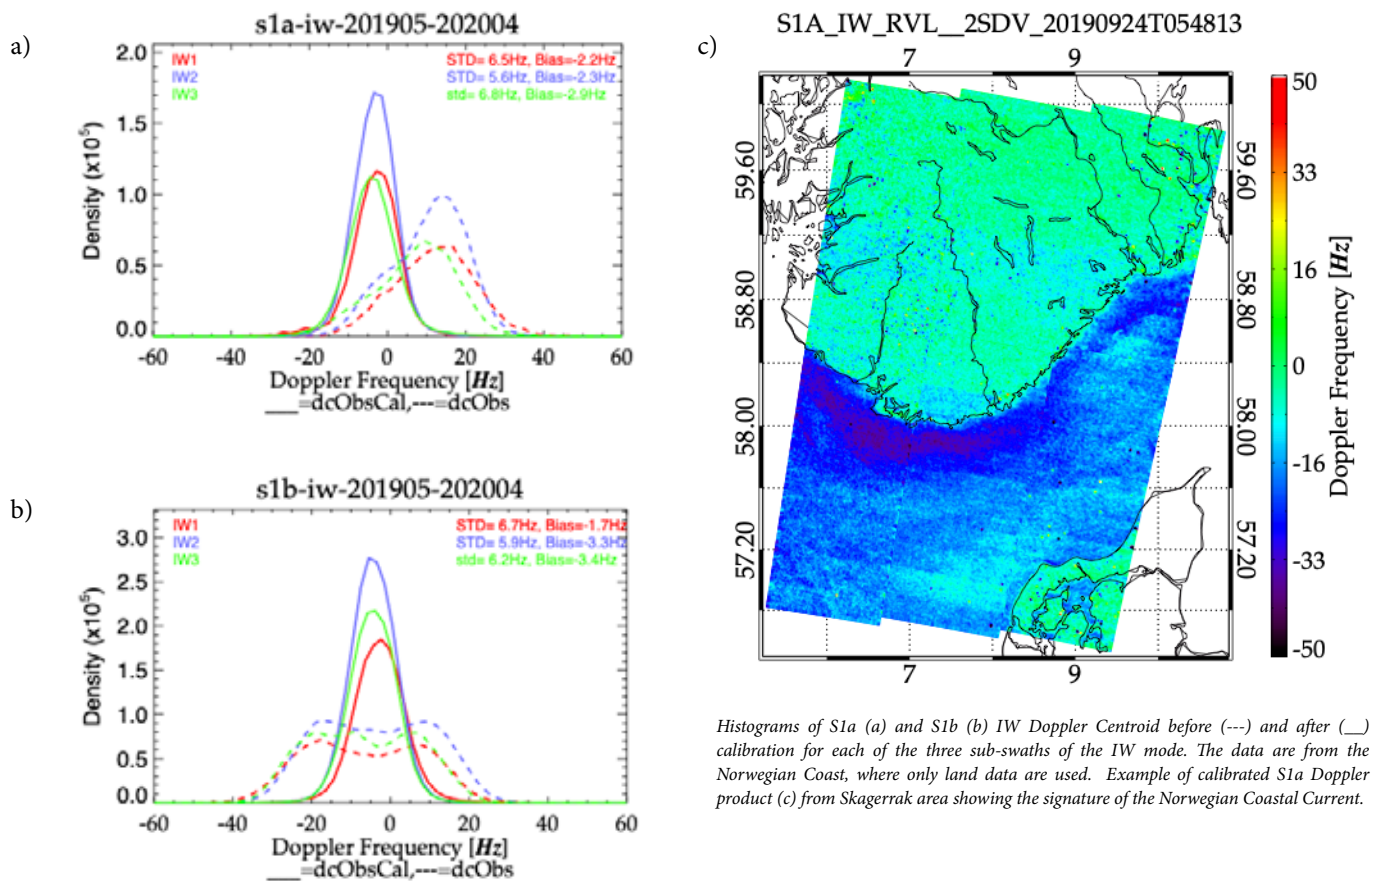 a)
s1a-iw-201905-202004
IW1
IW2
IW3
STD= 6.5Hz, Bias=-2.2Hz
STD= 5.6Hz, Bias=-2.3Hz
std= 6.8Hz, Bias=-2.9Hz
Density (x10⁵)
2.0
1.5
1.0
0.5
0.0
-60 -40 -20 0 20 40 60
Doppler Frequency [Hz]
___=dcObsCal,---=dcObs
b)
s1b-iw-201905-202004
IW1
IW2
IW3
STD= 6.7Hz, Bias=-1.7Hz
STD= 5.9Hz, Bias=-3.3Hz
std= 6.2Hz, Bias=-3.4Hz
Density (x10⁵)
3.0
2.5
2.0
1.5
1.0
0.5
0.0
-60 -40 -20 0 20 40 60
Doppler Frequency [Hz]
___=dcObsCal,---=dcObs
c)
S1A_IW_RVL__2SDV_20190924T054813
7 9
59.60 59.60
58.80 58.80
58.00 58.00
57.20 57.20
7 9
50
33
16
0
-16
-33
-50
Doppler Frequency [Hz]
Histograms of S1a (a) and S1b (b) IW Doppler Centroid before (---) and after (__)
calibration for each of the three sub-swaths of the IW mode. The data are from the
Norwegian Coast, where only land data are used. Example of calibrated S1a Doppler
product (c) from Skagerrak area showing the signature of the Norwegian Coastal Current.